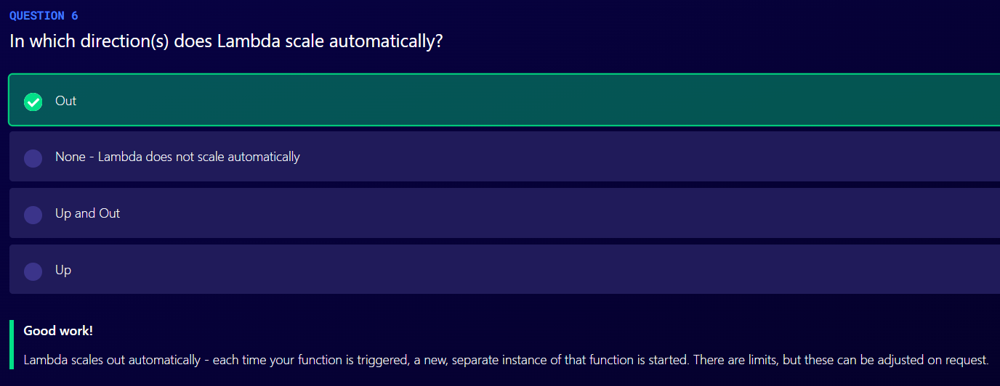 QUESTION 6
In which direction(s) does Lambda scale automatically?
Out
None - Lambda does not scale automatically
Up and Out
Up
Good work!
Lambda scales out automatically - each time your function is triggered, a new, separate instance of that function is started. There are limits, but these can be adjusted on request.